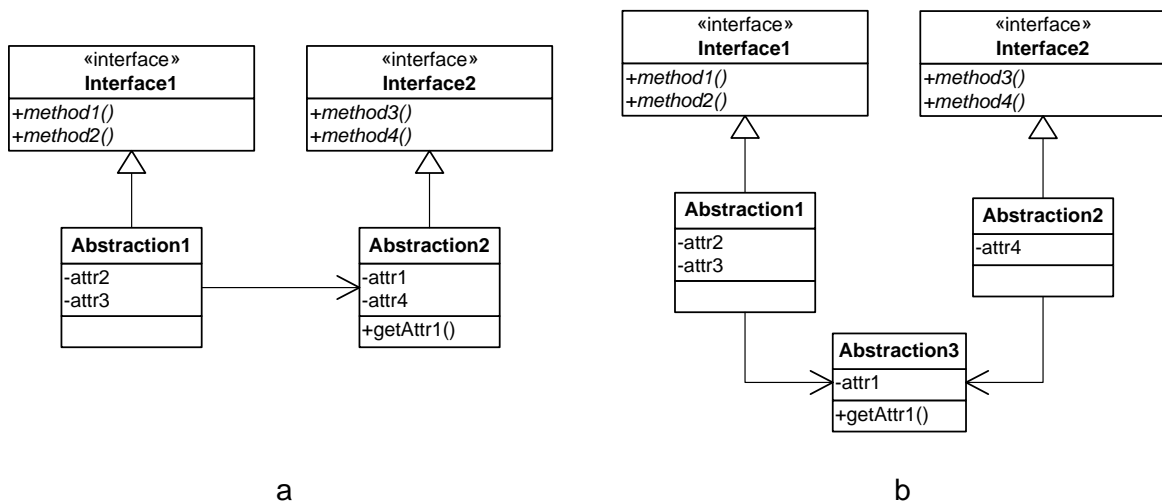 «interface»
Interface1
+method1()
+method2()
«interface»
Interface2
+method3()
+method4()
Abstraction1
-attr2
-attr3
Abstraction2
-attr1
-attr4
+getAttr1()
a
«interface»
Interface1
+method1()
+method2()
«interface»
Interface2
+method3()
+method4()
Abstraction1
-attr2
-attr3
Abstraction2
-attr4
Abstraction3
-attr1
+getAttr1()
b